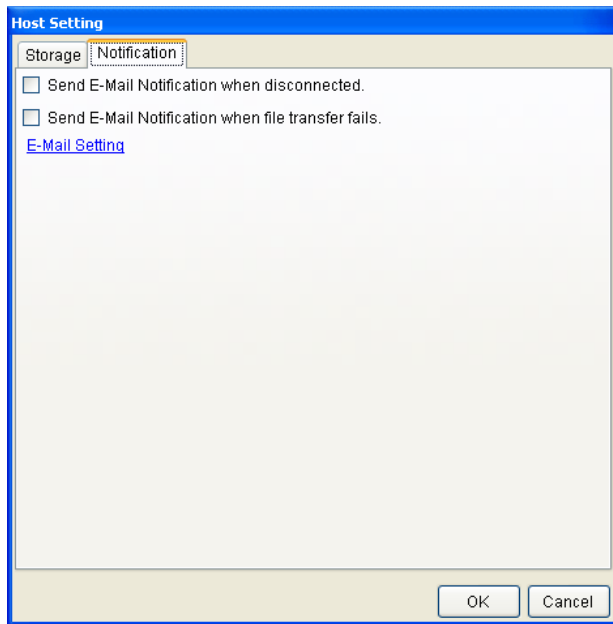 Host Setting
Storage Notification
Send E-Mail Notification when disconnected.
Send E-Mail Notification when file transfer fails.
E-Mail Setting
OK Cancel